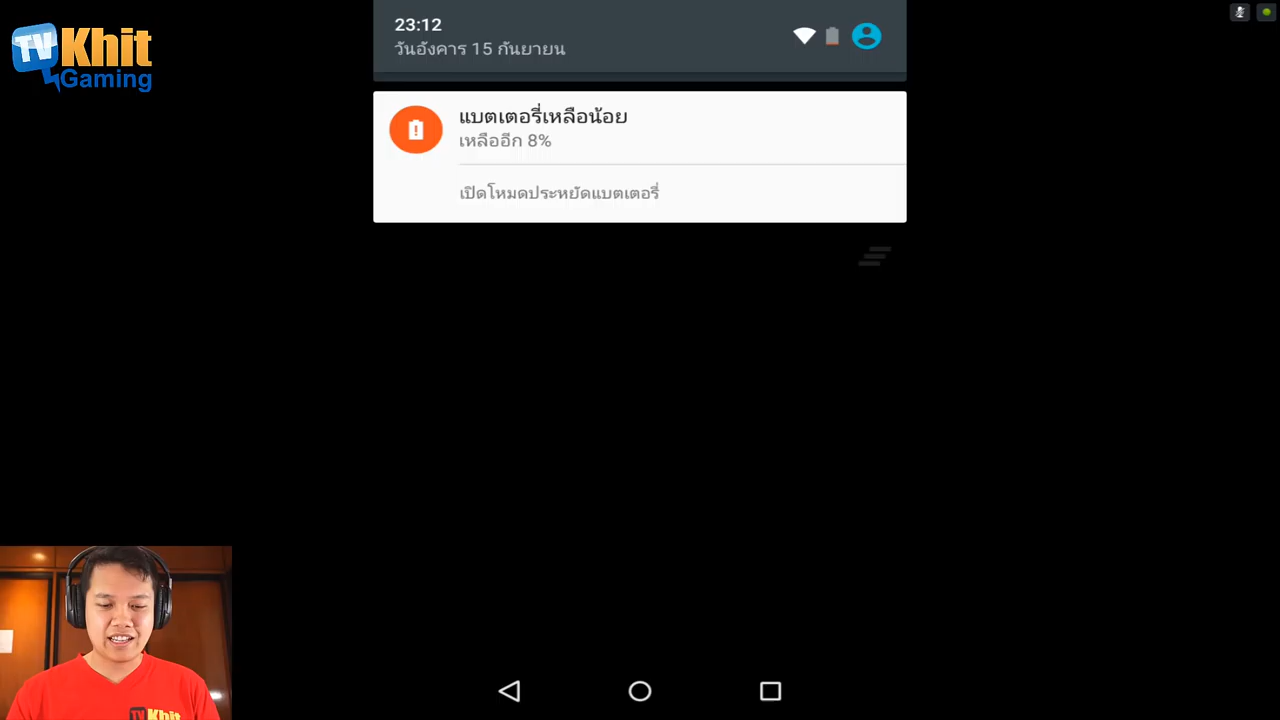 TV Khit
Gaming
23:12
วันอังคาร 15 กันยายน
แบตเตอรี่เหลือน้อย
เหลืออีก 8%
เปิดโหมดประหยัดแบตเตอรี่
TV Khit